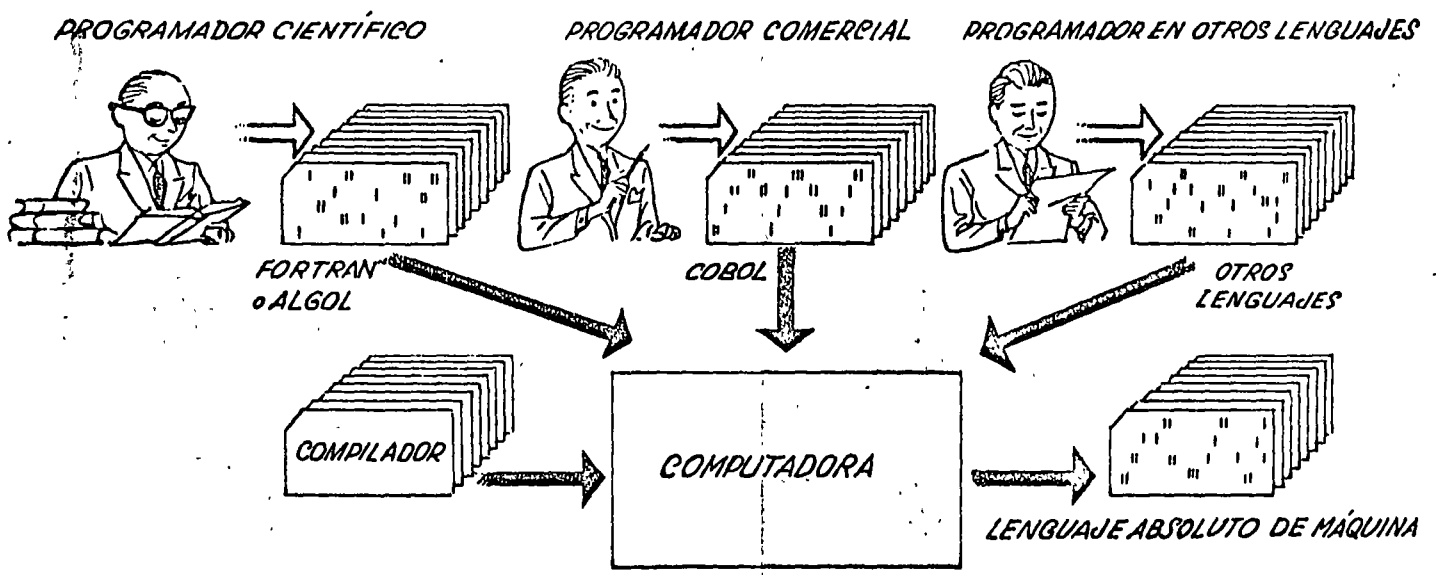 PROGRAMADOR CIENTÍFICO
PROGRAMADOR COMERCIAL
PROGRAMADOR EN OTROS LENGUAJES
FORTRAN
o ALGOL
COBOL
OTROS
LENGUAJES
COMPILADOR
COMPUTADORA
LENGUAJE ABSOLUTO DE MÁQUINA